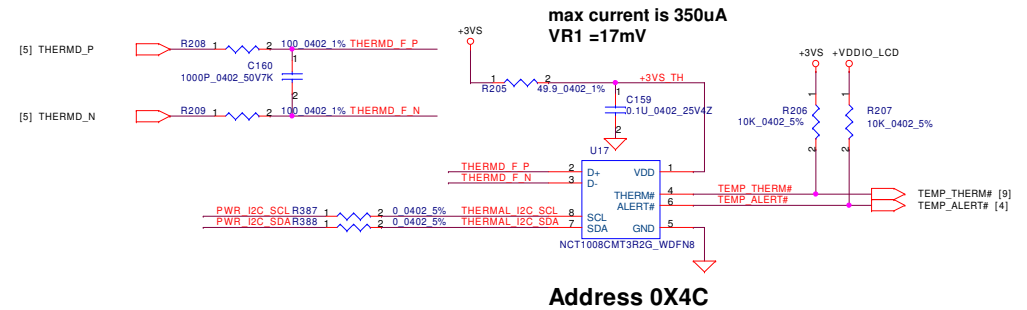 max current is 350uA
VR1 =17mV
[5] THERMD_P
R208 1 2 100_0402_1% THERMD_F_P
C160
1000P_0402_50V7K
1
2
[5] THERMD_N
R209 1 2 100_0402_1% THERMD_F_N
+3VS
R205 1 2 49.9_0402_1%
+3VS_TH
C159
0.1U_0402_25V4Z
1
2
+3VS +VDDIO_LCD
1 1
R206
10K_0402_5%
R207
10K_0402_5%
2 2
U17
THERMD_F_P 2 D+ VDD 1
THERMD_F_N 3 D-
THERM# 4 TEMP_THERM# TEMP_THERM# [9]
ALERT# 6 TEMP_ALERT# TEMP_ALERT# [4]
PWR_I2C_SCL R387 1 2 0_0402_5% THERMAL_I2C_SCL 8 SCL
PWR_I2C_SDA R388 1 2 0_0402_5% THERMAL_I2C_SDA 7 SDA GND 5
NCT1008CMT3R2G_WDFN8
Address 0X4C